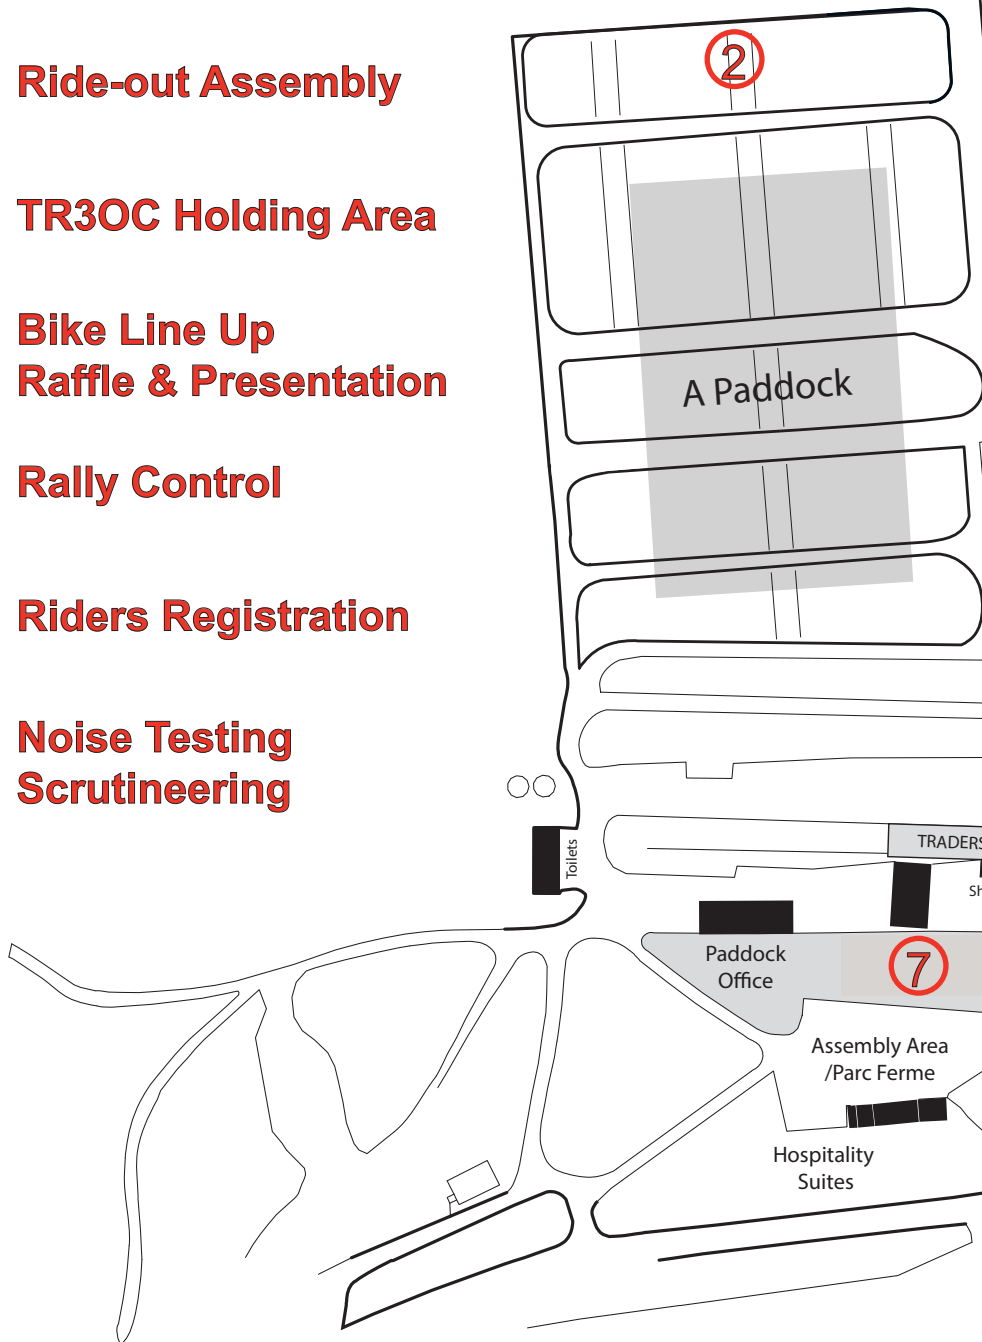 Ride-out Assembly
TR3OC Holding Area
Bike Line Up
Raffle & Presentation
Rally Control
Riders Registration
Noise Testing
Scrutineering
2
A Paddock
Toilets
TRADERS
Sh
Paddock
Office
7
Assembly Area
/Parc Ferme
Hospitality
Suites